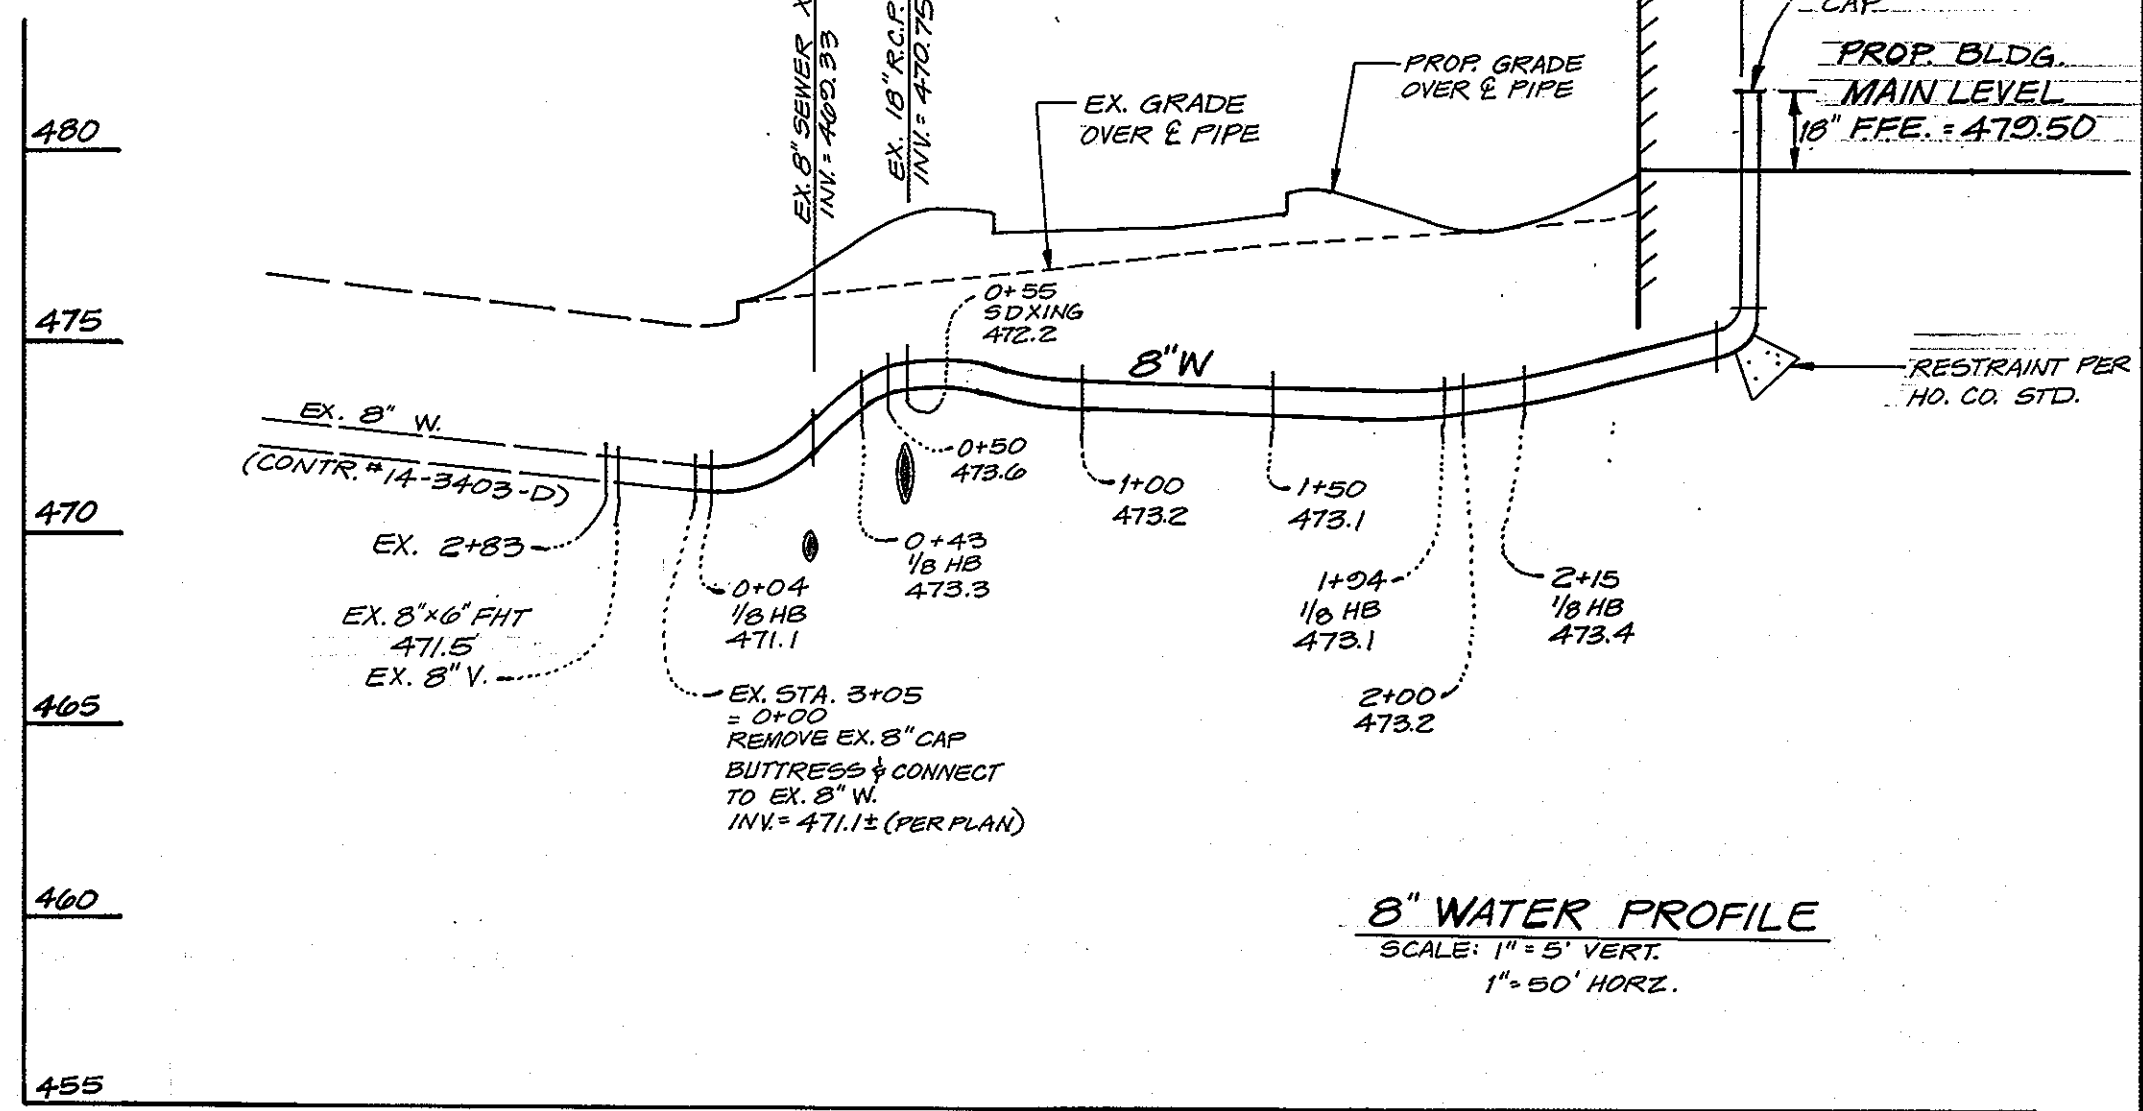 480
475
470
465
460
455
EX. 8" SEWER X
INV. = 469.33
EX. 18" R.C.P.
INV. = 470.75
EX. GRADE
OVER ℄ PIPE
PROP. GRADE
OVER ℄ PIPE
CAP
PROP. BLDG.
MAIN LEVEL
18" FFE. = 479.50
0+55
SDXING
472.2
8" W
RESTRAINT PER
HO. CO. STD.
EX. 8" W.
(CONTR. #14-3403-D)
EX. 2+83
EX. 8"x6" FHT
471.5
EX. 8" V.
0+04
1/8 HB
471.1
EX. STA. 3+05
= 0+00
REMOVE EX. 8" CAP
BUTTRESS & CONNECT
TO EX. 8" W.
INV. = 471.1± (PER PLAN)
0+50
473.6
0+43
1/8 HB
473.3
1+00
473.2
1+50
473.1
1+94
1/8 HB
473.1
2+00
473.2
2+15
1/8 HB
473.4
8" WATER PROFILE
SCALE: 1" = 5' VERT.
1" = 50' HORZ.